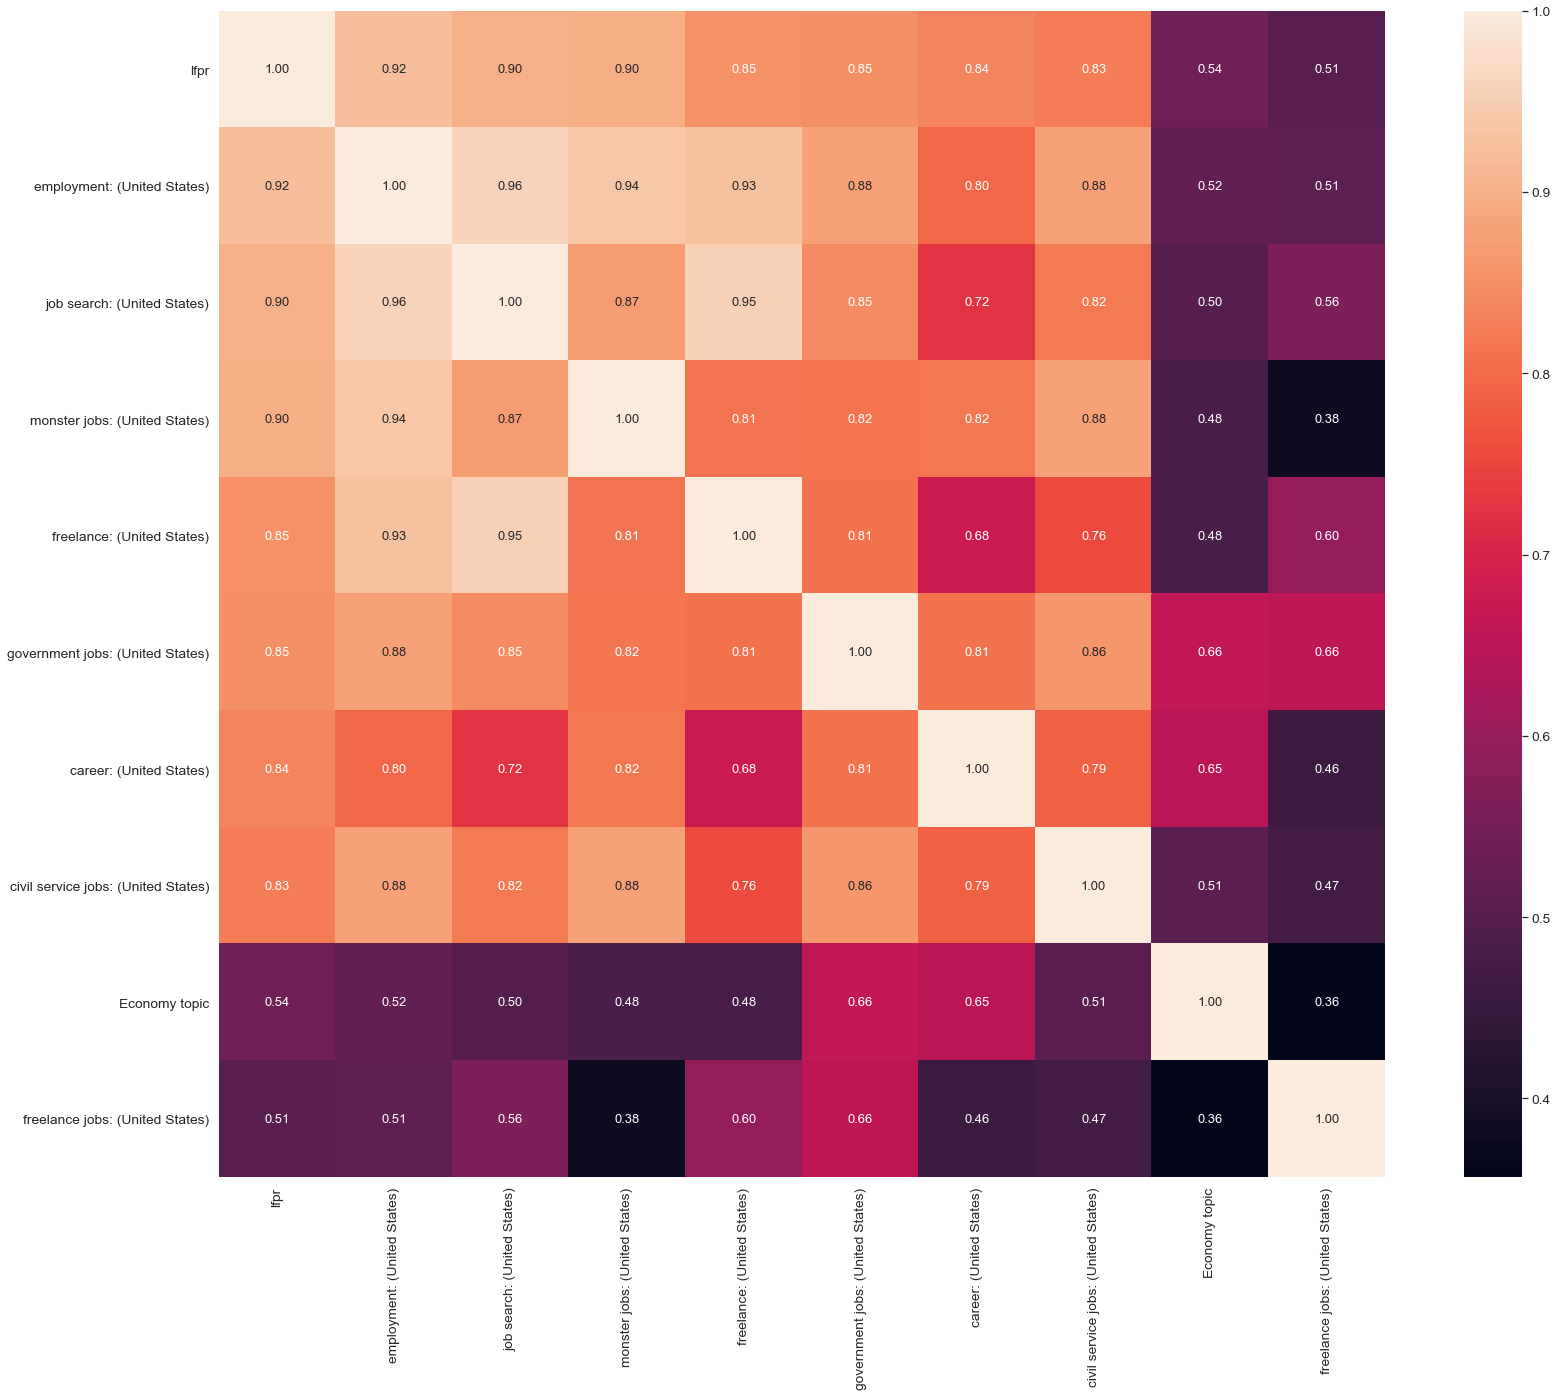 lfpr 1.00 0.92 0.90 0.90 0.85 0.85 0.84 0.83 0.54 0.51
employment: (United States) 0.92 1.00 0.96 0.94 0.93 0.88 0.80 0.88 0.52 0.51
job search: (United States) 0.90 0.96 1.00 0.87 0.95 0.85 0.72 0.82 0.50 0.56
monster jobs: (United States) 0.90 0.94 0.87 1.00 0.81 0.82 0.82 0.88 0.48 0.38
freelance: (United States) 0.85 0.93 0.95 0.81 1.00 0.81 0.68 0.76 0.48 0.60
government jobs: (United States) 0.85 0.88 0.85 0.82 0.81 1.00 0.81 0.86 0.66 0.66
career: (United States) 0.84 0.80 0.72 0.82 0.68 0.81 1.00 0.79 0.65 0.46
civil service jobs: (United States) 0.83 0.88 0.82 0.88 0.76 0.86 0.79 1.00 0.51 0.47
Economy topic 0.54 0.52 0.50 0.48 0.48 0.66 0.65 0.51 1.00 0.36
freelance jobs: (United States) 0.51 0.51 0.56 0.38 0.60 0.66 0.46 0.47 0.36 1.00
lfpr
employment: (United States)
job search: (United States)
monster jobs: (United States)
freelance: (United States)
government jobs: (United States)
career: (United States)
civil service jobs: (United States)
Economy topic
freelance jobs: (United States)
1.0
0.9
0.8
0.7
0.6
0.5
0.4